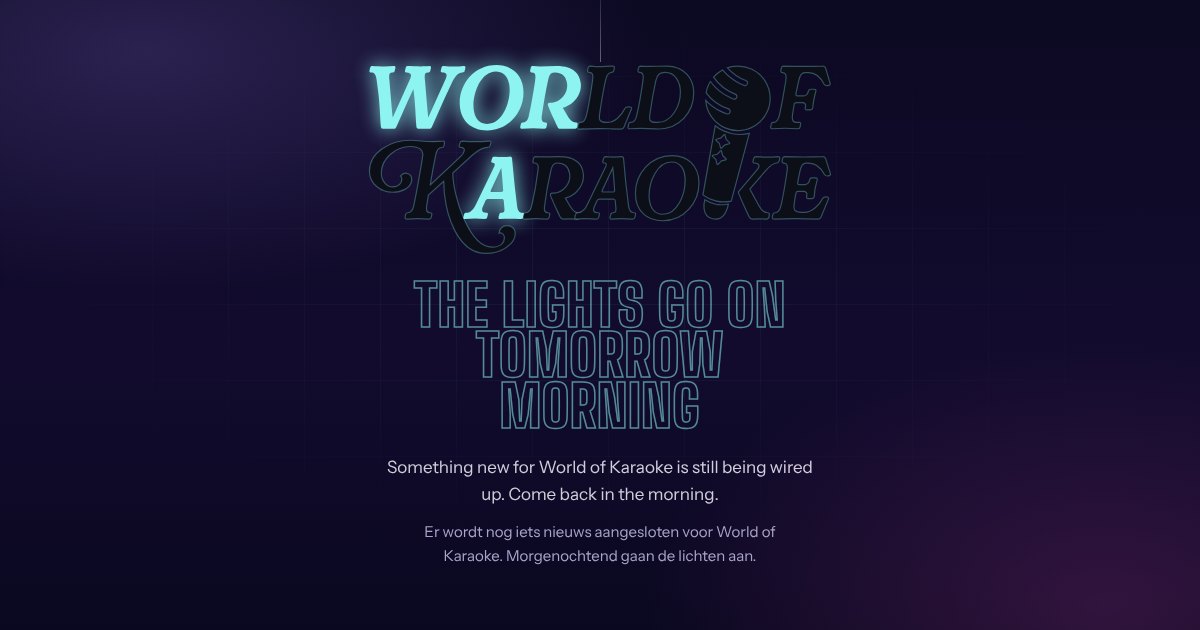 WORLD OF
KARAOKE
THE LIGHTS GO ON
TOMORROW
MORNING
Something new for World of Karaoke is still being wired
up. Come back in the morning.
Er wordt nog iets nieuws aangesloten voor World of
Karaoke. Morgenochtend gaan de lichten aan.